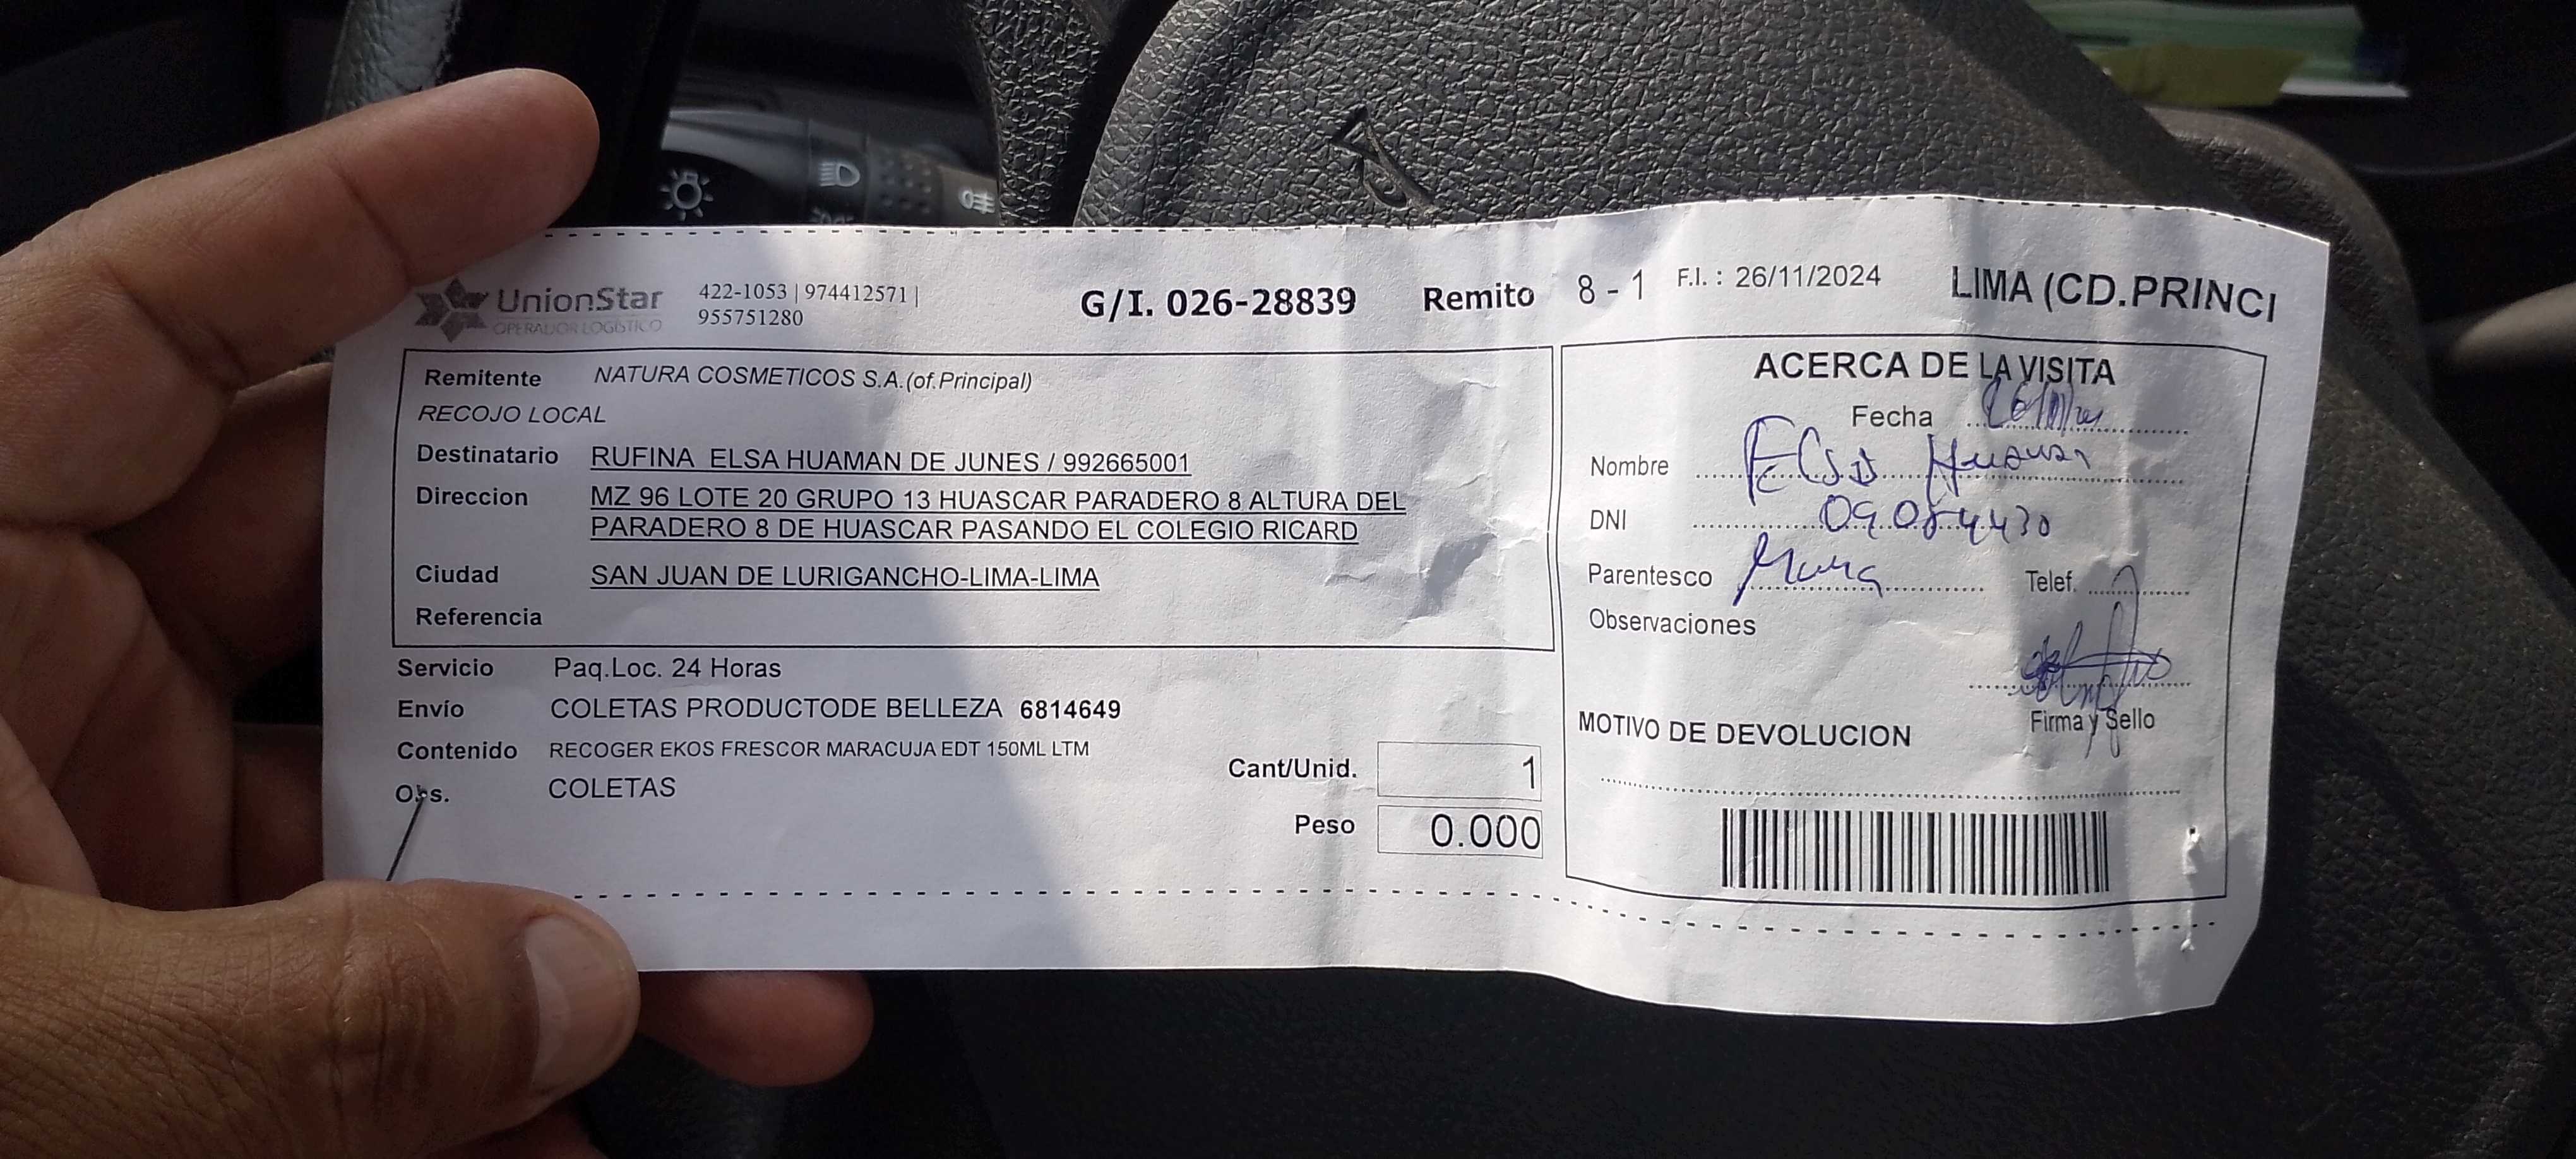 UnionStar
OPERADOR LOGISTICO
422-1053 | 974412571 |
955751280
G/I. 026-28839 Remito 8 - 1 F.I. : 26/11/2024 LIMA (CD.PRINCI
Remitente NATURA COSMETICOS S.A.(of.Principal)
RECOJO LOCAL
Destinatario RUFINA ELSA HUAMAN DE JUNES / 992665001
Direccion MZ 96 LOTE 20 GRUPO 13 HUASCAR PARADERO 8 ALTURA DEL
PARADERO 8 DE HUASCAR PASANDO EL COLEGIO RICARD
Ciudad SAN JUAN DE LURIGANCHO-LIMA-LIMA
Referencia
Servicio Paq.Loc. 24 Horas
Envío COLETAS PRODUCTODE BELLEZA 6814649
Contenido RECOGER EKOS FRESCOR MARACUJA EDT 150ML LTM
Obs. COLETAS
Cant/Unid. 1
Peso 0.000
ACERCA DE LA VISITA
Fecha
Nombre Elsa Huaman
DNI 09084430
Parentesco
Telef.
Observaciones
Firma y Sello
MOTIVO DE DEVOLUCION